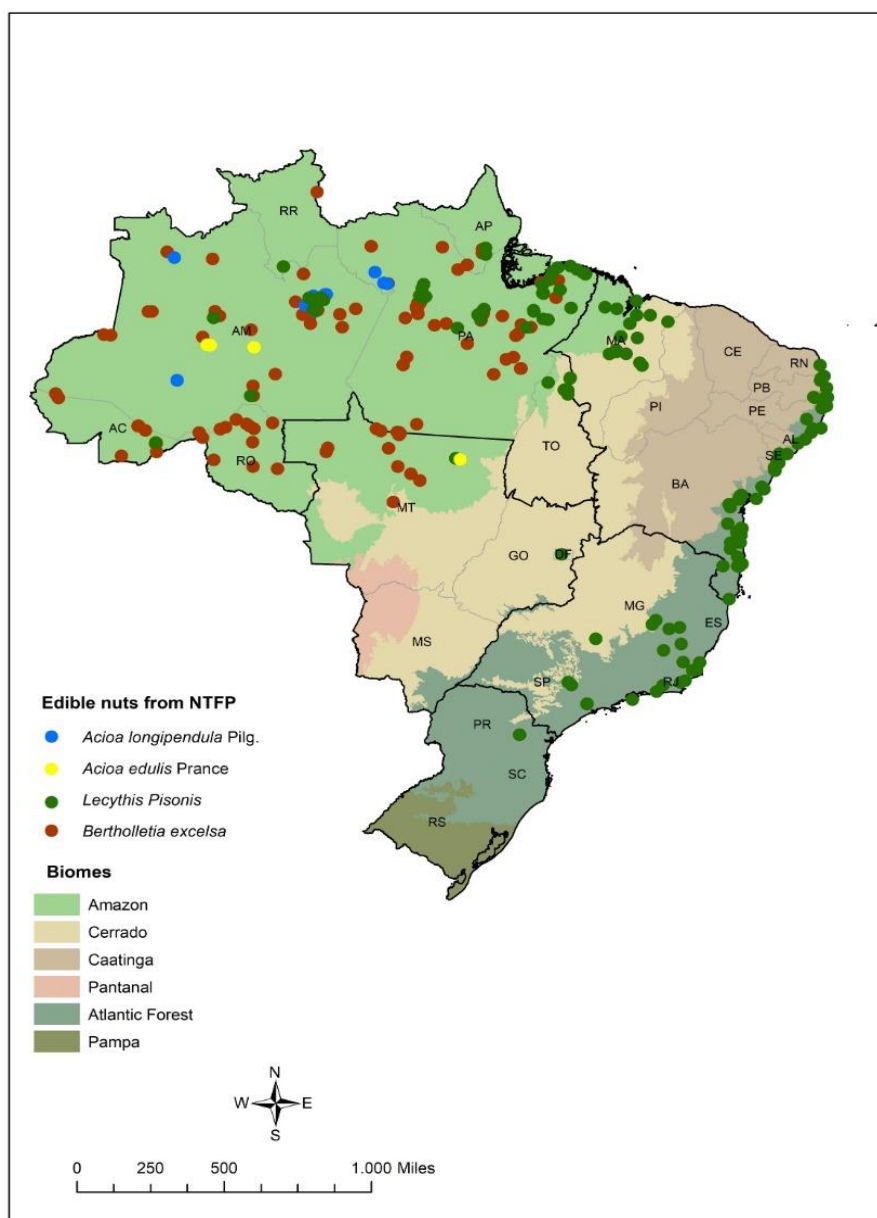 RR
AP
AM
PA
MA
CE
RN
PB
PI
PE
AC
AL
TO
SE
RO
BA
MT
GO
DF
MG
MS
ES
SP
RJ
PR
SC
RS
Edible nuts from NTFP
Acioa longipendula Pilg.
Acioa edulis Prance
Lecythis Pisonis
Bertholletia excelsa
Biomes
Amazon
Cerrado
Caatinga
Pantanal
Atlantic Forest
Pampa
N
W E
S
0 250 500 1.000 Miles